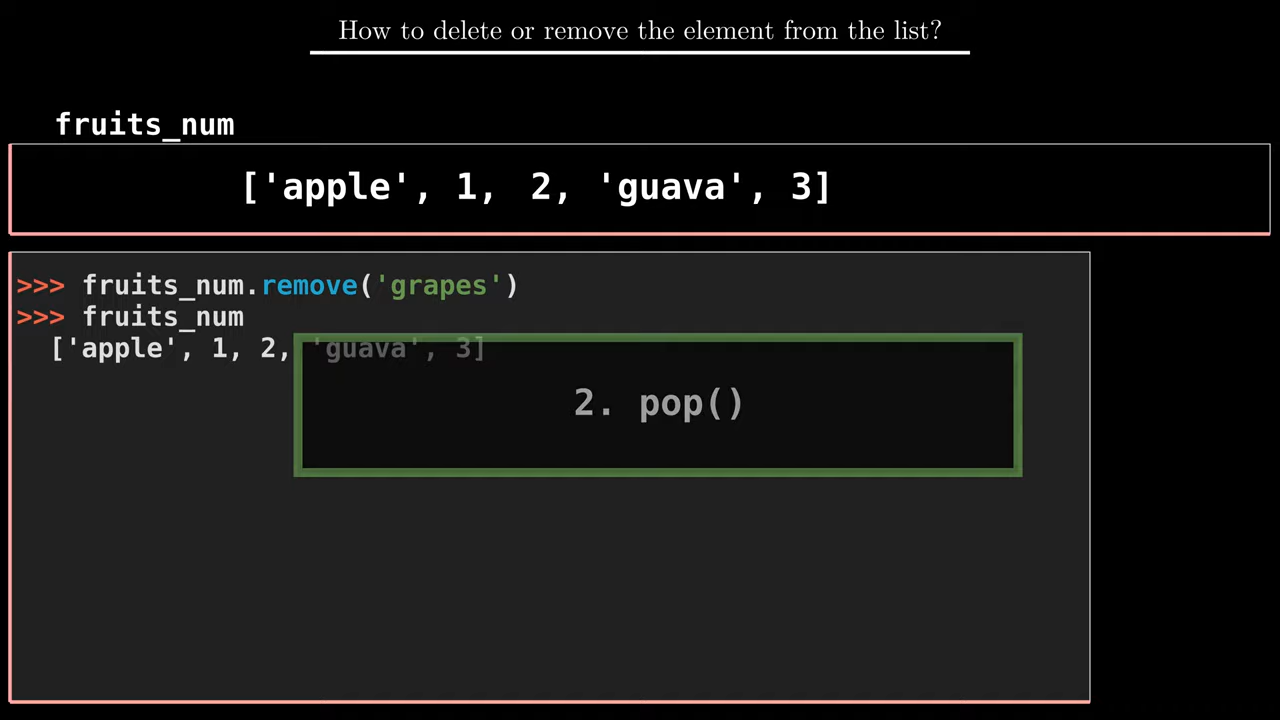 How to delete or remove the element from the list?
fruits_num
['apple', 1, 2, 'guava', 3]
>>> fruits_num.remove('grapes')
>>> fruits_num
['apple', 1, 2, 'guava', 3]
2. pop()